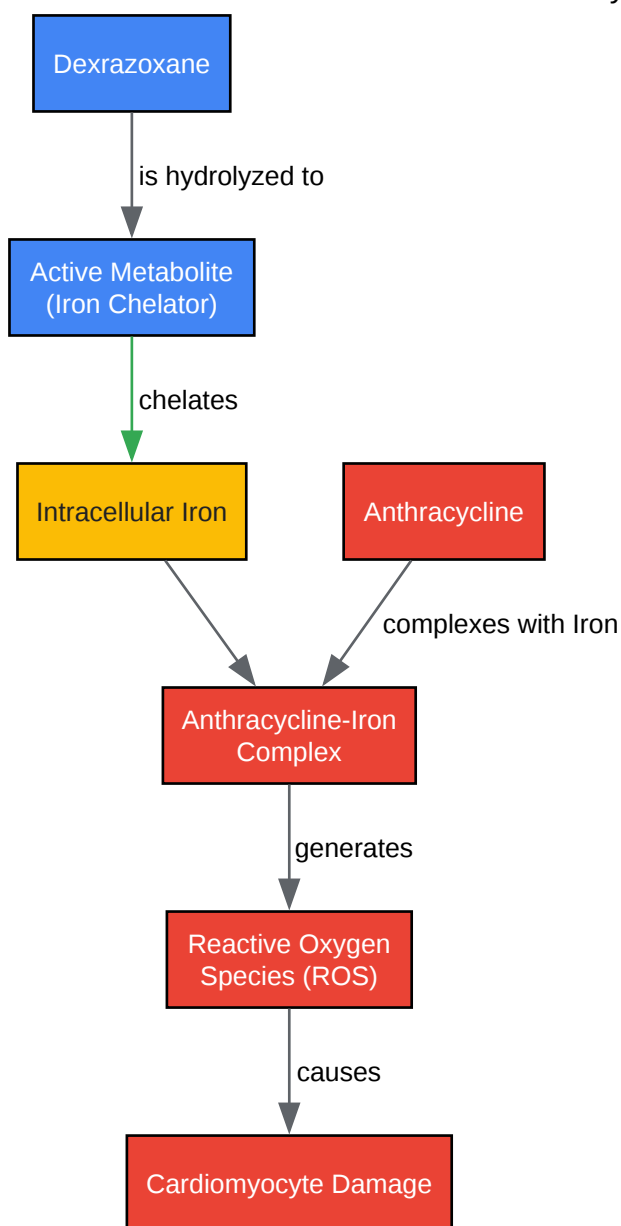 Dexrazoxane
is hydrolyzed to
Active Metabolite
(Iron Chelator)
chelates
Intracellular Iron
Anthracycline
complexes with Iron
Anthracycline-Iron
Complex
generates
Reactive Oxygen
Species (ROS)
causes
Cardiomyocyte Damage